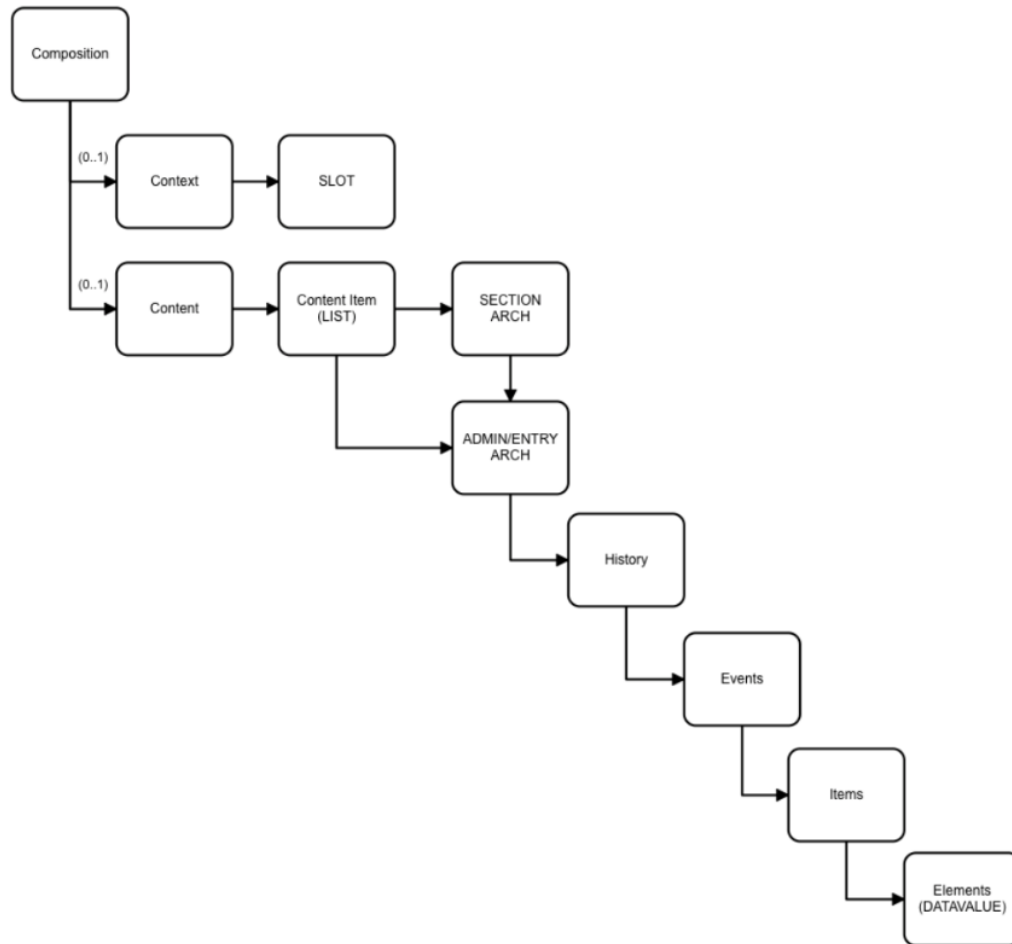 Composition
(0..1)
Context
SLOT
(0..1)
Content
Content Item
(LIST)
SECTION
ARCH
ADMIN/ENTRY
ARCH
History
Events
Items
Elements
(DATAVALUE)